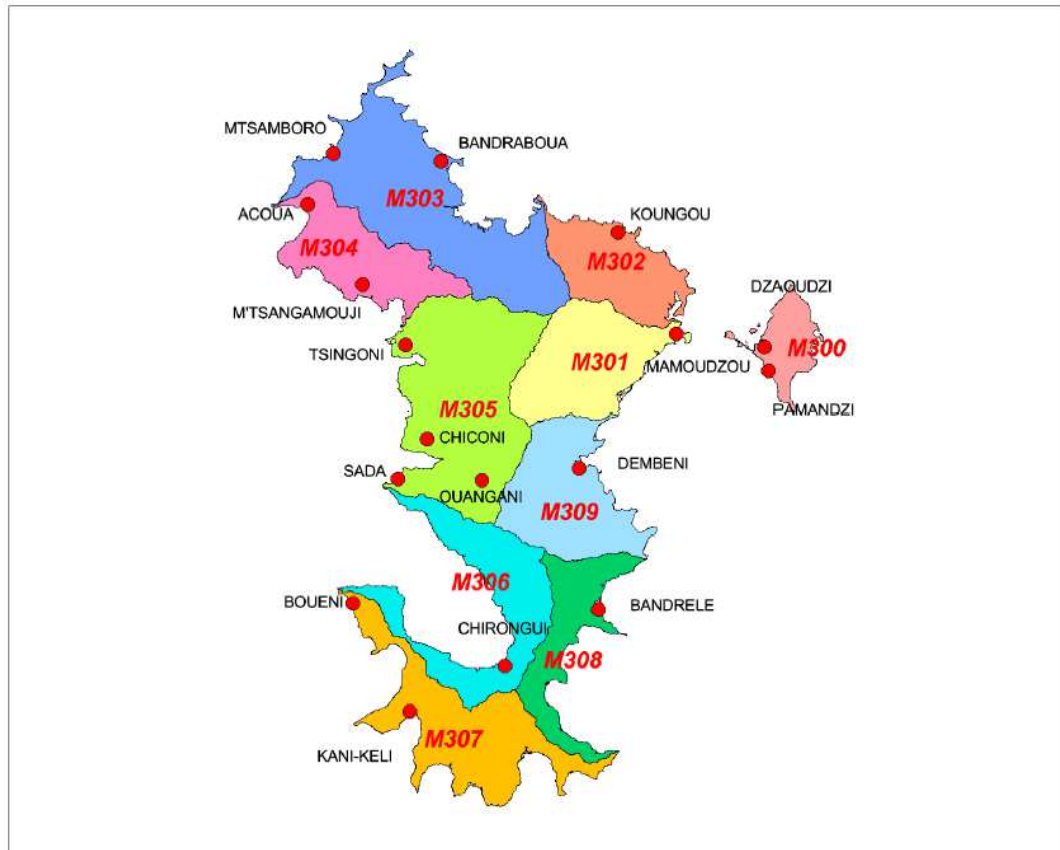 MTSAMBORO
BANDRABOUA
M303
ACOUA
KOUNGOU
M304
M302
DZAOUDZI
M'TSANGAMOUJI
TSINGONI
M301
M300
MAMOUDZOU
M305
PAMANDZI
CHICONI
SADA
DEMBENI
OUANGANI
M309
M306
BOUENI
BANDRELE
CHIRONGUI
M308
M307
KANI-KELI